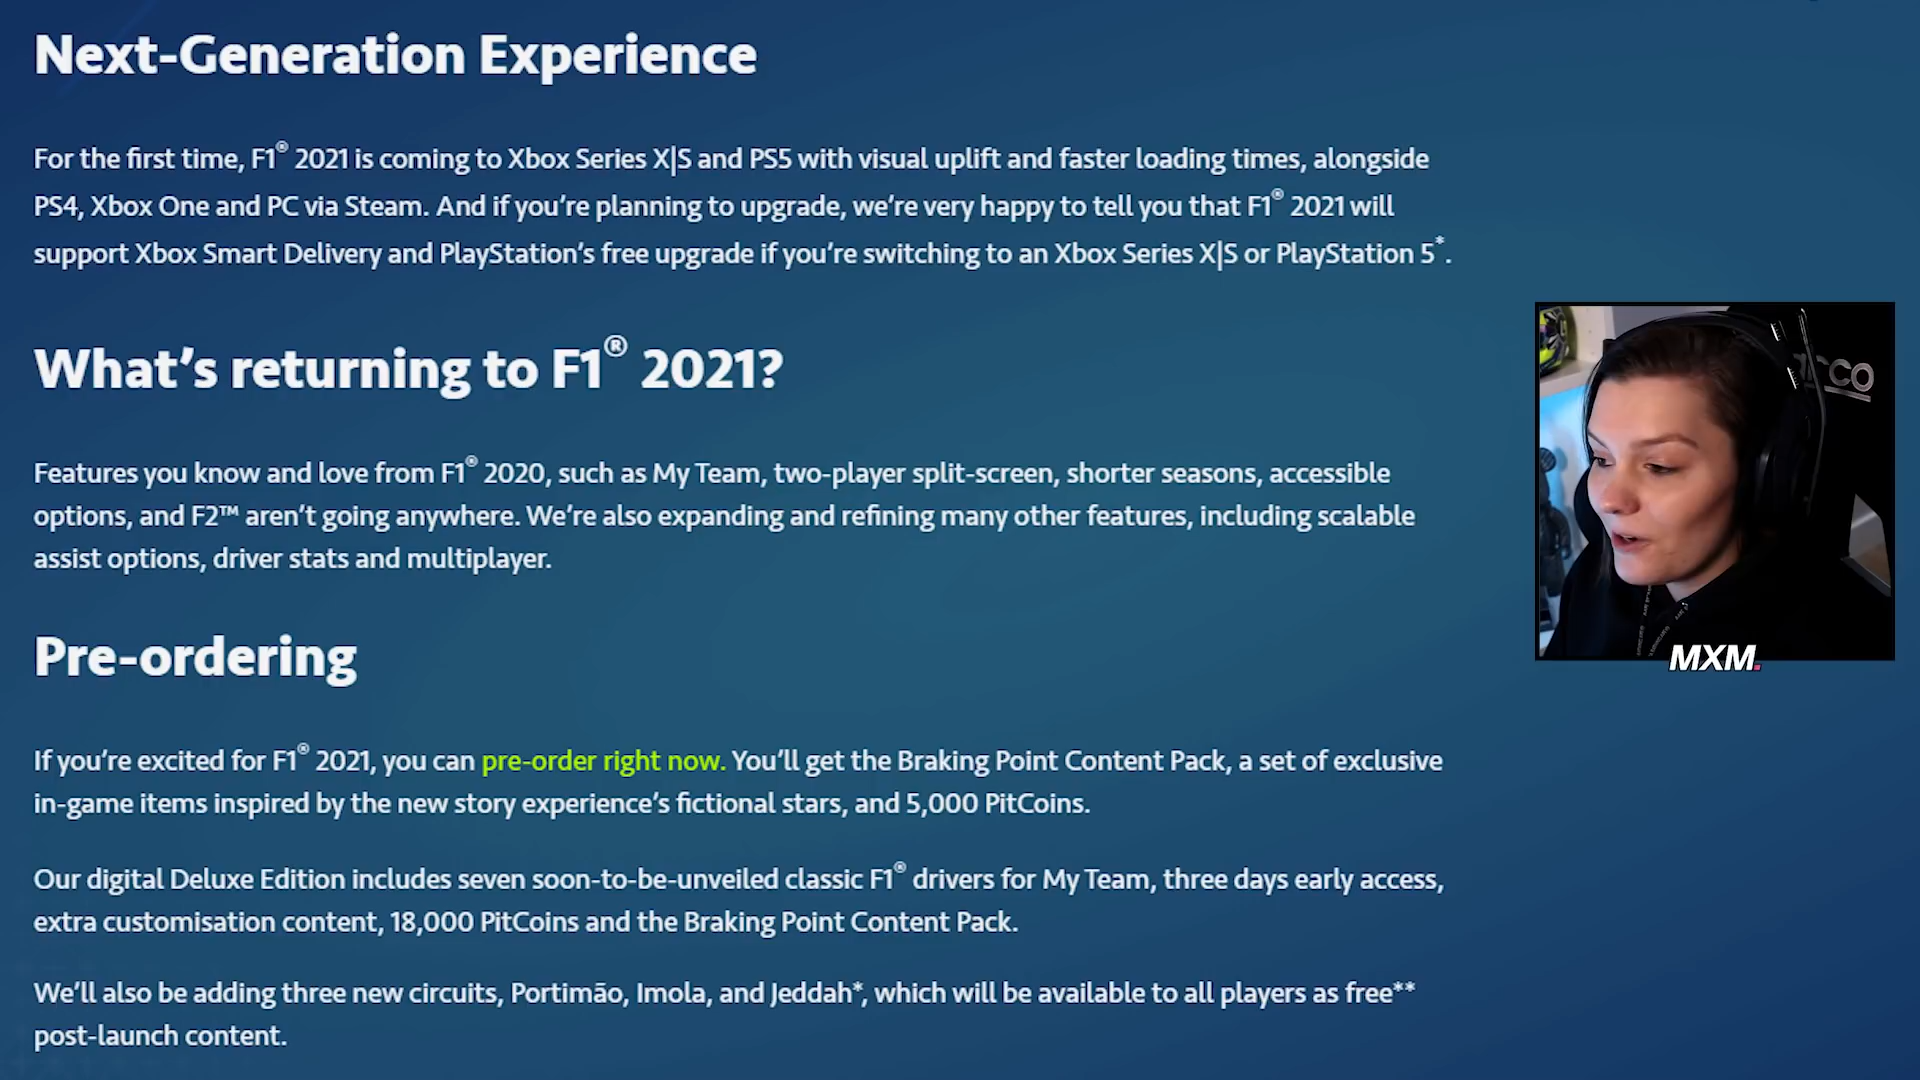 Next-Generation Experience
For the first time, F1® 2021 is coming to Xbox Series X|S and PS5 with visual uplift and faster loading times, alongside
PS4, Xbox One and PC via Steam. And if you’re planning to upgrade, we’re very happy to tell you that F1® 2021 will
support Xbox Smart Delivery and PlayStation’s free upgrade if you’re switching to an Xbox Series X|S or PlayStation 5*.
What’s returning to F1® 2021?
Features you know and love from F1® 2020, such as My Team, two-player split-screen, shorter seasons, accessible
options, and F2™ aren’t going anywhere. We’re also expanding and refining many other features, including scalable
assist options, driver stats and multiplayer.
Pre-ordering
If you’re excited for F1® 2021, you can pre-order right now. You’ll get the Braking Point Content Pack, a set of exclusive
in-game items inspired by the new story experience’s fictional stars, and 5,000 PitCoins.
Our digital Deluxe Edition includes seven soon-to-be-unveiled classic F1® drivers for My Team, three days early access,
extra customisation content, 18,000 PitCoins and the Braking Point Content Pack.
We’ll also be adding three new circuits, Portimão, Imola, and Jeddah*, which will be available to all players as free**
post-launch content.
MXM.